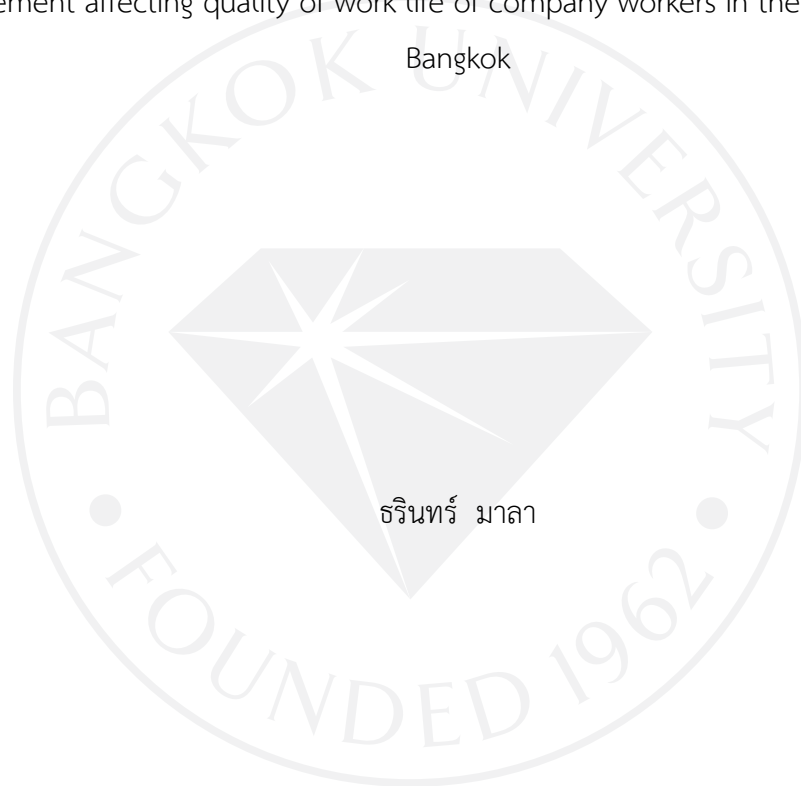 ement affecting quality of work life of company workers in the
Bangkok
BANGKOK UNIVERSITY
ธรินทร์ มาลา
• FOUNDED 1962 •